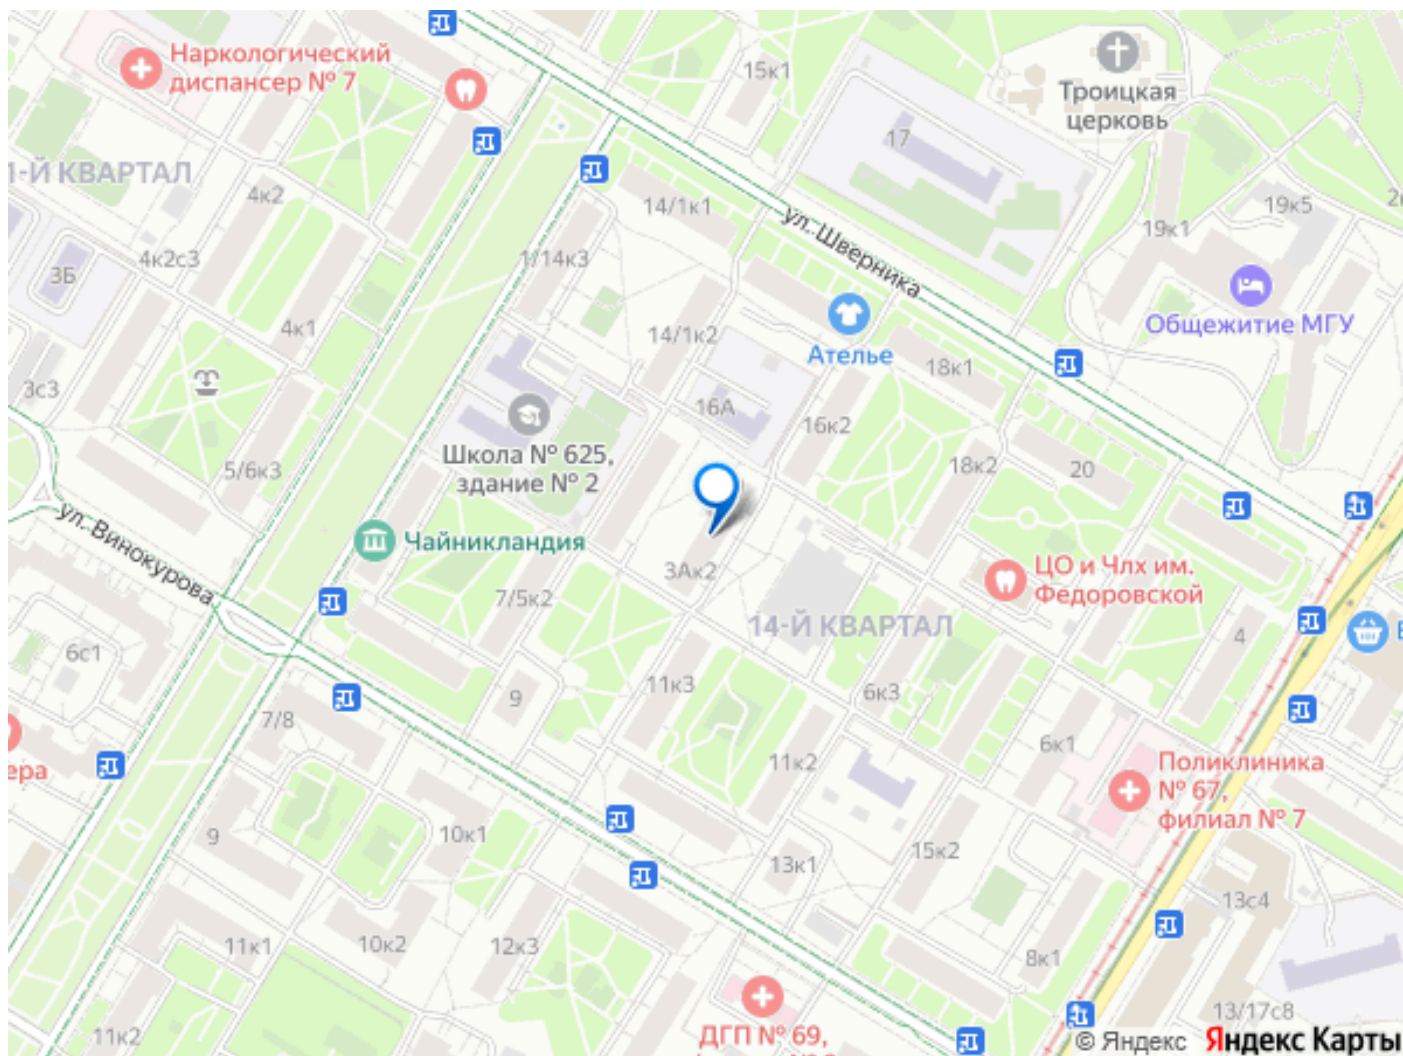 Наркологический
диспансер № 7
15к1
Троицкая
церковь
17
1-Й КВАРТАЛ
4к2
14/1к1
ул. Шверника
19к5
19к1
4к2с3
3Б
1/14к3
4к1
14/1к2
Ателье
18к1
Общежитие МГУ
3с3
16А
16к2
5/6к3
Школа № 625,
здание № 2
18к2
20
ул. Винокурова
Чайникландия
3Ак2
7/5к2
ЦО и Члх им.
Федоровской
14-Й КВАРТАЛ
4
6с1
9
11к3
6к3
7/8
6к1
ера
11к2
Поликлиника
№ 67,
филиал № 7
9
10к1
13к1
15к2
13с4
11к1
10к2
12к3
8к1
13/17с8
11к2
ДГП № 69,
© Яндекс Яндекс Карты